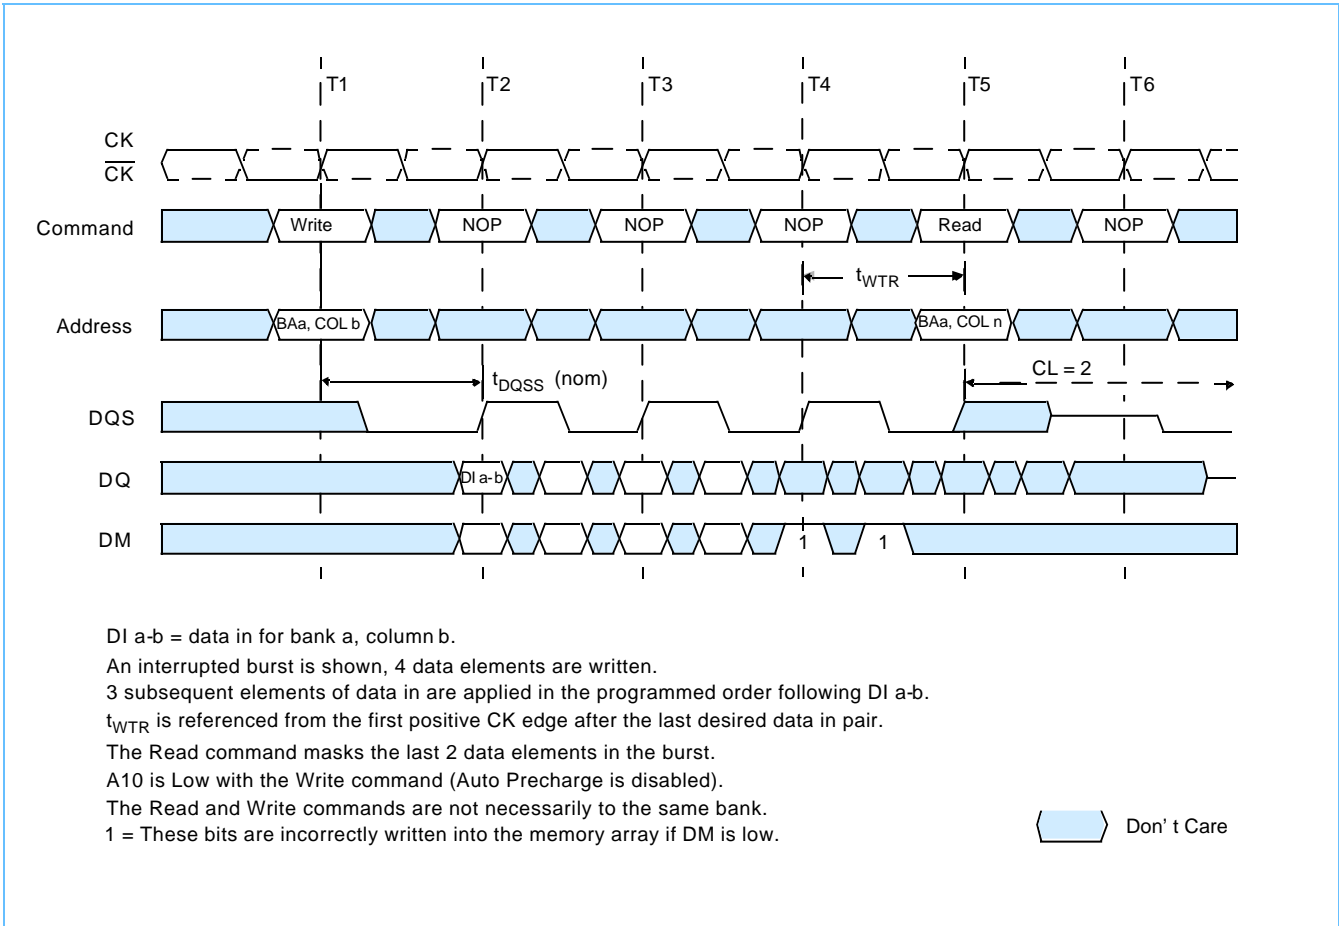 T1 T2 T3 T4 T5 T6
CK
CK
Command Write NOP NOP NOP Read NOP
tWTR
Address BAa, COL b BAa, COL n
tDQSS (nom) CL = 2
DQS
DQ DI a-b
DM 1 1
DI a-b = data in for bank a, column b.
An interrupted burst is shown, 4 data elements are written.
3 subsequent elements of data in are applied in the programmed order following DI a-b.
tWTR is referenced from the first positive CK edge after the last desired data in pair.
The Read command masks the last 2 data elements in the burst.
A10 is Low with the Write command (Auto Precharge is disabled).
The Read and Write commands are not necessarily to the same bank.
1 = These bits are incorrectly written into the memory array if DM is low.
Don' t Care